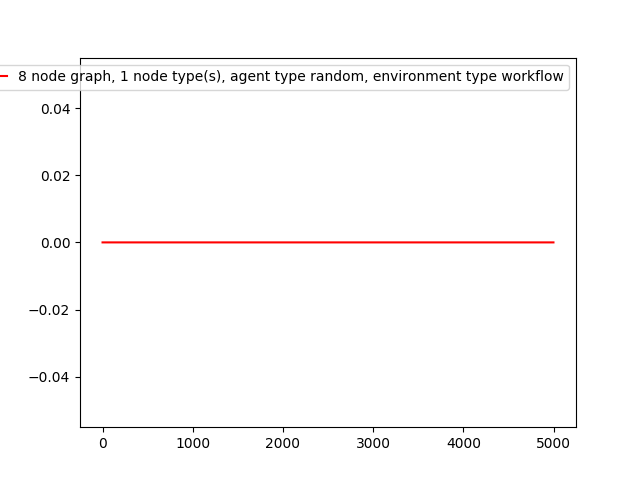 8 node graph, 1 node type(s), agent type random, environment type workflow
0.04
0.02
0.00
−0.02
−0.04
0 1000 2000 3000 4000 5000